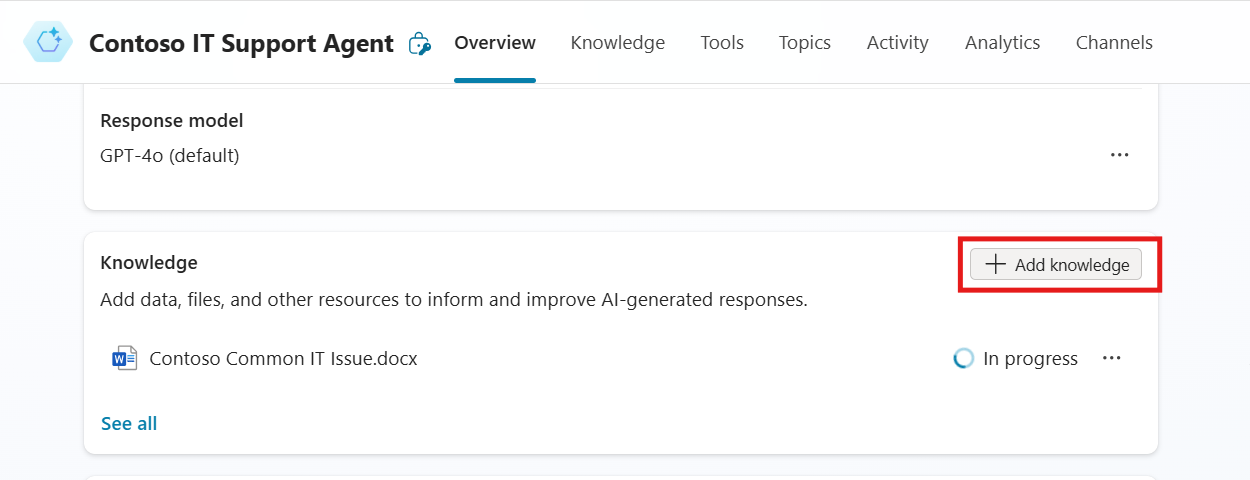 Contoso IT Support Agent Overview Knowledge Tools Topics Activity Analytics Channels
Response model
GPT-4o (default)
Knowledge
Add knowledge
Add data, files, and other resources to inform and improve AI-generated responses.
Contoso Common IT Issue.docx In progress
See all